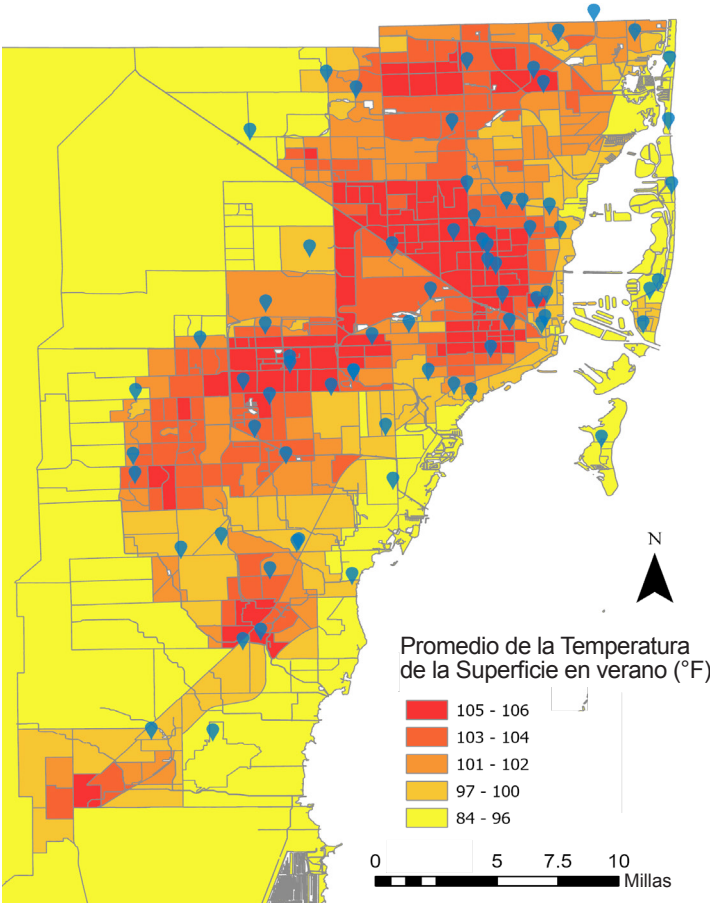 N
Promedio de la Temperatura
de la Superficie en verano (°F)
105 - 106
103 - 104
101 - 102
97 - 100
84 - 96
0 5 7.5 10
Millas